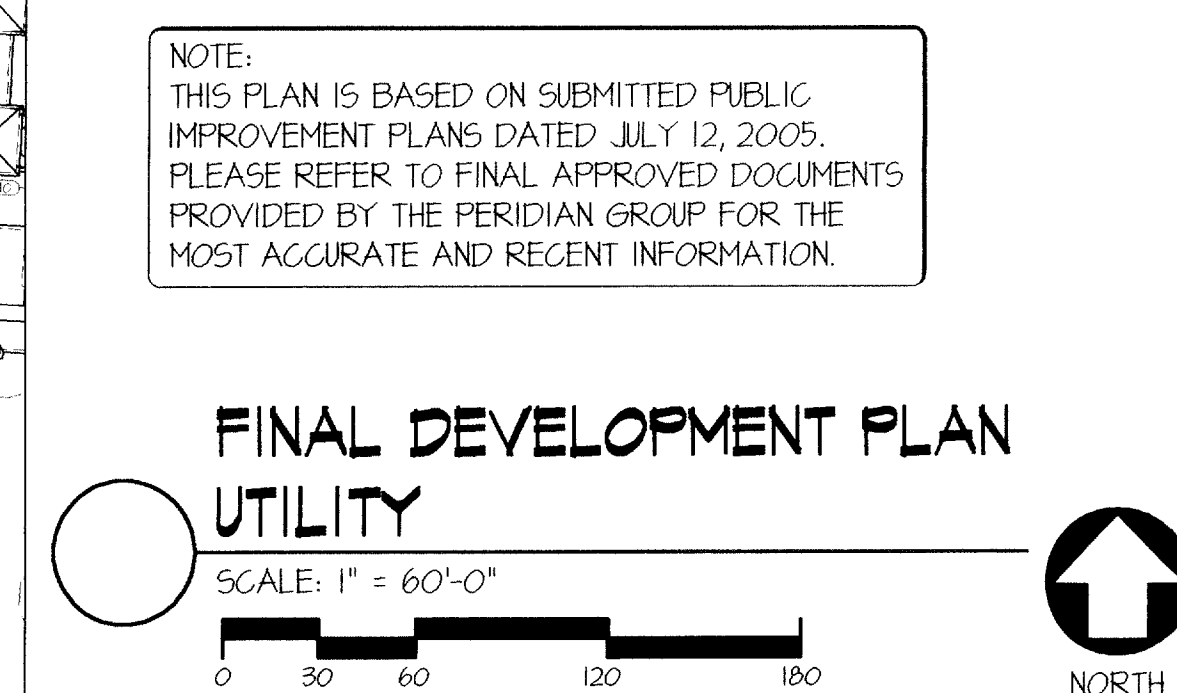 NOTE:
THIS PLAN IS BASED ON SUBMITTED PUBLIC
IMPROVEMENT PLANS DATED JULY 12, 2005.
PLEASE REFER TO FINAL APPROVED DOCUMENTS
PROVIDED BY THE PERIDIAN GROUP FOR THE
MOST ACCURATE AND RECENT INFORMATION.
FINAL DEVELOPMENT PLAN
UTILITY
SCALE: 1" = 60'-0"
0 30 60 120 180
NORTH